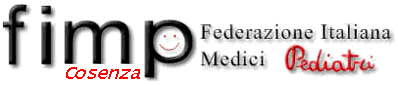 fimp
Cosenza
Federazione Italiana
Medici Pediatri